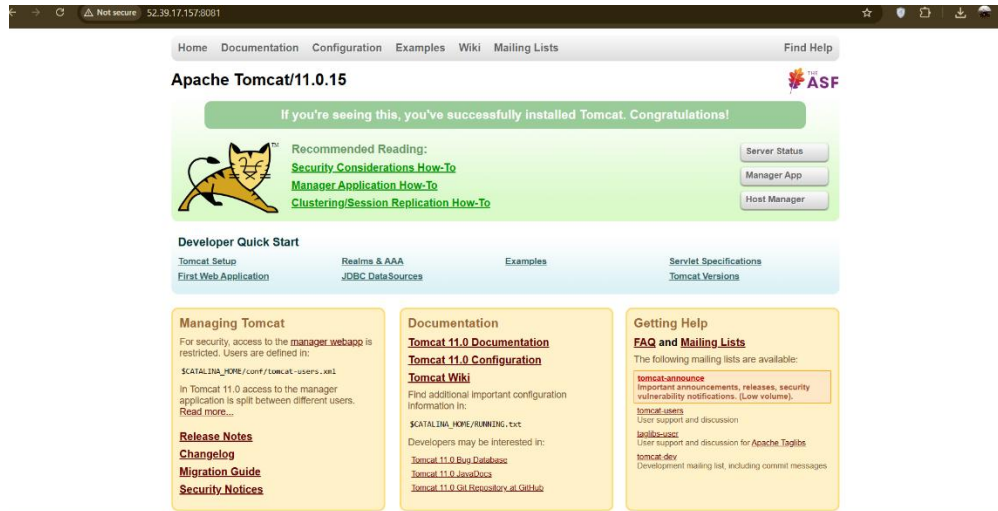 Not secure 52.39.17.157:8081
Home Documentation Configuration Examples Wiki Mailing Lists Find Help
Apache Tomcat/11.0.15
THE
ASF
If you're seeing this, you've successfully installed Tomcat. Congratulations!
TM
Recommended Reading:
Security Considerations How-To
Manager Application How-To
Clustering/Session Replication How-To
Server Status
Manager App
Host Manager
Developer Quick Start
Tomcat Setup
First Web Application
Realms & AAA
JDBC DataSources
Examples
Servlet Specifications
Tomcat Versions
Managing Tomcat
For security, access to the manager webapp is
restricted. Users are defined in:
$CATALINA_HOME/conf/tomcat-users.xml
In Tomcat 11.0 access to the manager
application is split between different users.
Read more...
Release Notes
Changelog
Migration Guide
Security Notices
Documentation
Tomcat 11.0 Documentation
Tomcat 11.0 Configuration
Tomcat Wiki
Find additional important configuration
information in:
$CATALINA_HOME/RUNNING.txt
Developers may be interested in:
Tomcat 11.0 Bug Database
Tomcat 11.0 JavaDocs
Tomcat 11.0 Git Repository at GitHub
Getting Help
FAQ and Mailing Lists
The following mailing lists are available:
tomcat-announce
Important announcements, releases, security
vulnerability notifications. (Low volume).
tomcat-users
User support and discussion
taglibs-user
User support and discussion for Apache Taglibs
tomcat-dev
Development mailing list, including commit messages